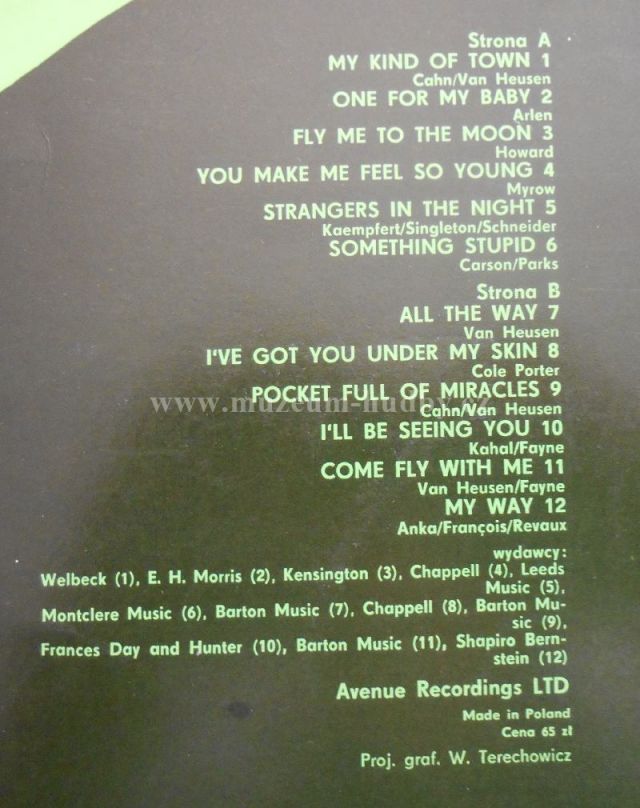 Strona A
MY KIND OF TOWN 1
Cahn/Van Heusen
ONE FOR MY BABY 2
Arlen
FLY ME TO THE MOON 3
Howard
YOU MAKE ME FEEL SO YOUNG 4
Myrow
STRANGERS IN THE NIGHT 5
Kaempfert/Singleton/Schneider
SOMETHING STUPID 6
Carson/Parks
Strona B
ALL THE WAY 7
Van Heusen
I'VE GOT YOU UNDER MY SKIN 8
Cole Porter
POCKET FULL OF MIRACLES 9
www.muzeum-hudby.cz
Cahn/Van Heusen
I'LL BE SEEING YOU 10
Kahal/Fayne
COME FLY WITH ME 11
Van Heusen/Fayne
MY WAY 12
Anka/François/Revaux
wydawcy:
Welbeck (1), E. H. Morris (2), Kensington (3), Chappell (4), Leeds
Music (5),
Montclere Music (6), Barton Music (7), Chappell (8), Barton Mu-
sic (9),
Frances Day and Hunter (10), Barton Music (11), Shapiro Bern-
stein (12)
Avenue Recordings LTD
Made in Poland
Cena 65 zł
Proj. graf. W. Terechowicz